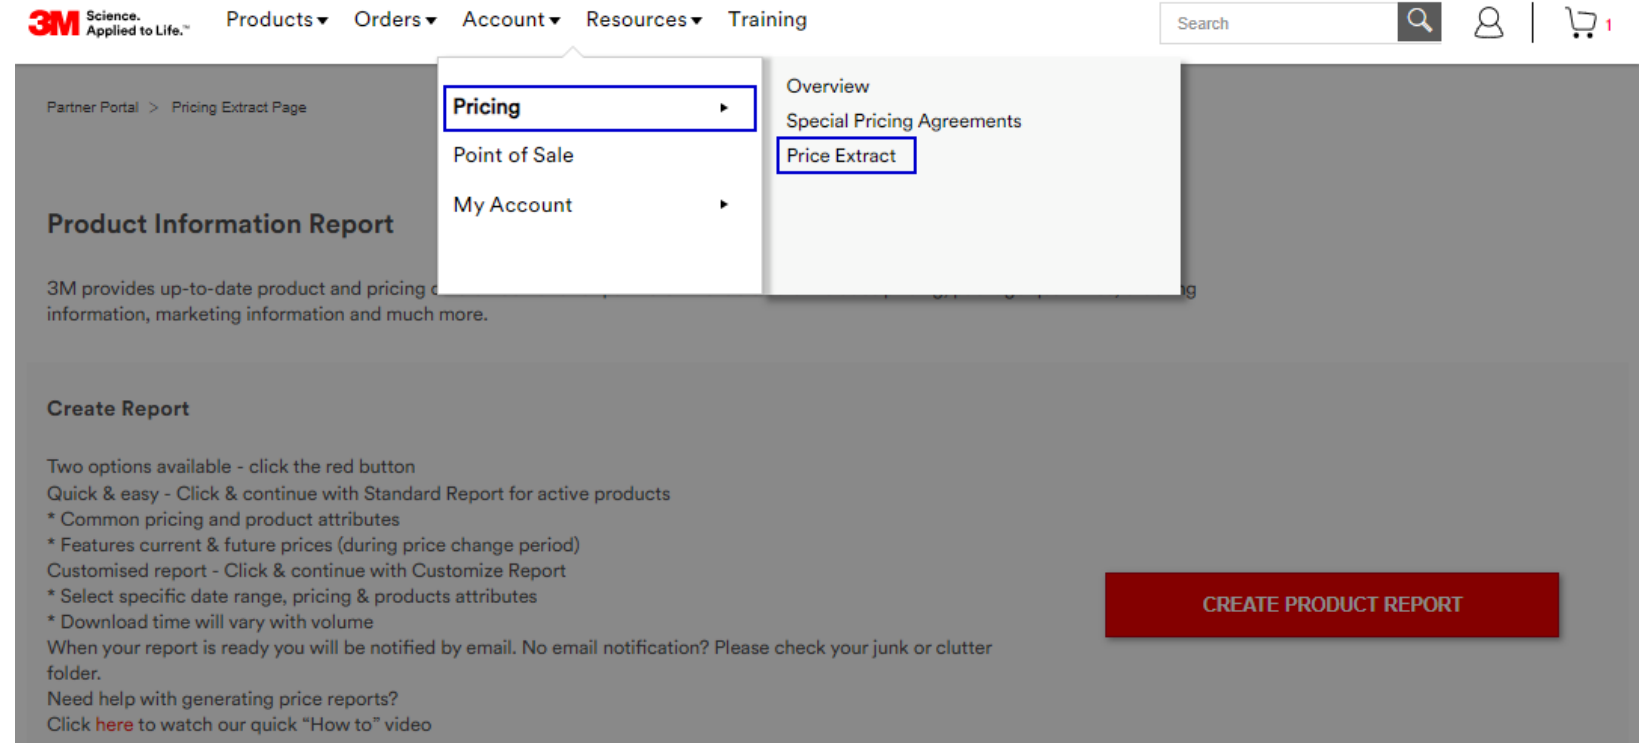 3M Science.
Applied to Life.™
Products▾ Orders▾ Account▾ Resources▾ Training
Search
1
Partner Portal > Pricing Extract Page
Pricing ▸
Point of Sale
My Account ▸
Overview
Special Pricing Agreements
Price Extract
Product Information Report
3M provides up-to-date product and pricing
information, marketing information and much more.
Create Report
Two options available - click the red button
Quick & easy - Click & continue with Standard Report for active products
* Common pricing and product attributes
* Features current & future prices (during price change period)
Customised report - Click & continue with Customize Report
* Select specific date range, pricing & products attributes
* Download time will vary with volume
When your report is ready you will be notified by email. No email notification? Please check your junk or clutter
folder.
Need help with generating price reports?
Click here to watch our quick “How to” video
CREATE PRODUCT REPORT